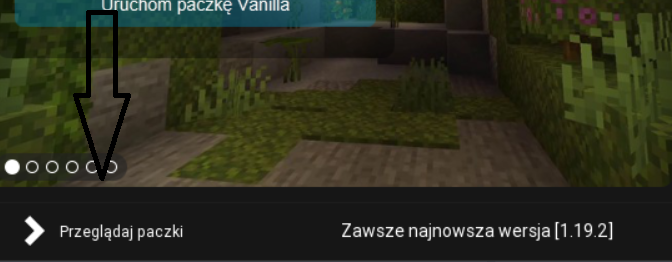 Uruchom paczkę Vanilla
Przeglądaj paczki
Zawsze najnowsza wersja [1.19.2]